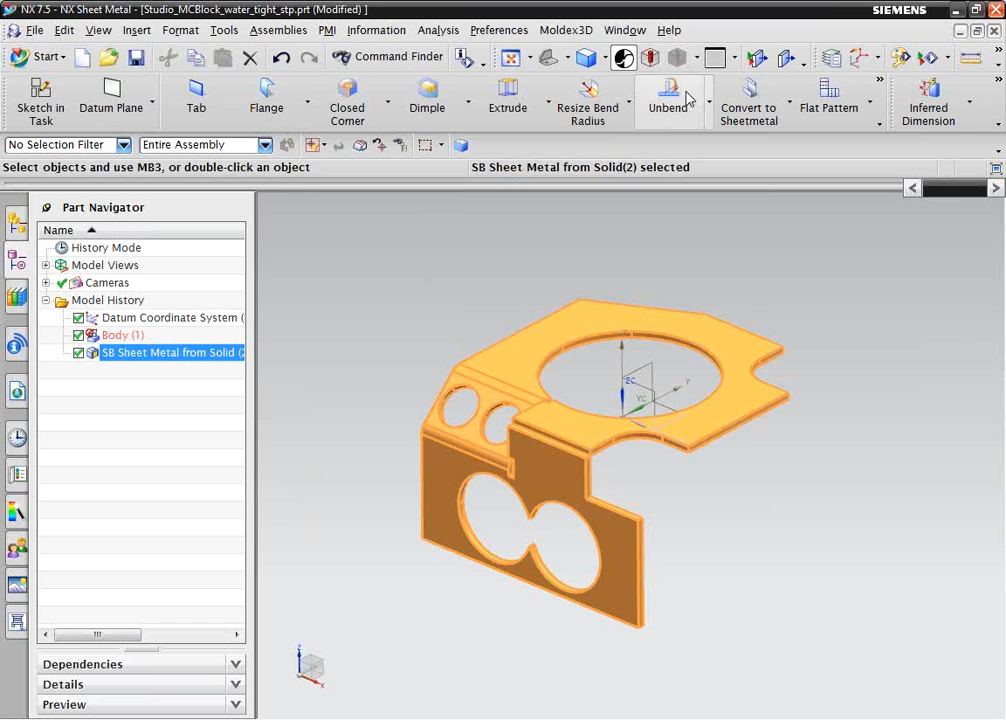 NX 7.5 - NX Sheet Metal - [Studio_MCBlock_water_tight_stp.prt (Modified) ]
SIEMENS
File Edit View Insert Format Tools Assemblies PMI Information Analysis Preferences Moldex3D Window Help
Start
Command Finder
Sketch in Task
Datum Plane
Tab
Flange
Closed Corner
Dimple
Extrude
Resize Bend Radius
Unbend
Convert to Sheetmetal
Flat Pattern
Inferred Dimension
No Selection Filter
Entire Assembly
Select objects and use MB3, or double-click an object
SB Sheet Metal from Solid(2) selected
Part Navigator
Name
History Mode
Model Views
Cameras
Model History
Datum Coordinate System (
Body (1)
SB Sheet Metal from Solid (2
ZC
YC
Y
Z
X
Dependencies
Details
Preview